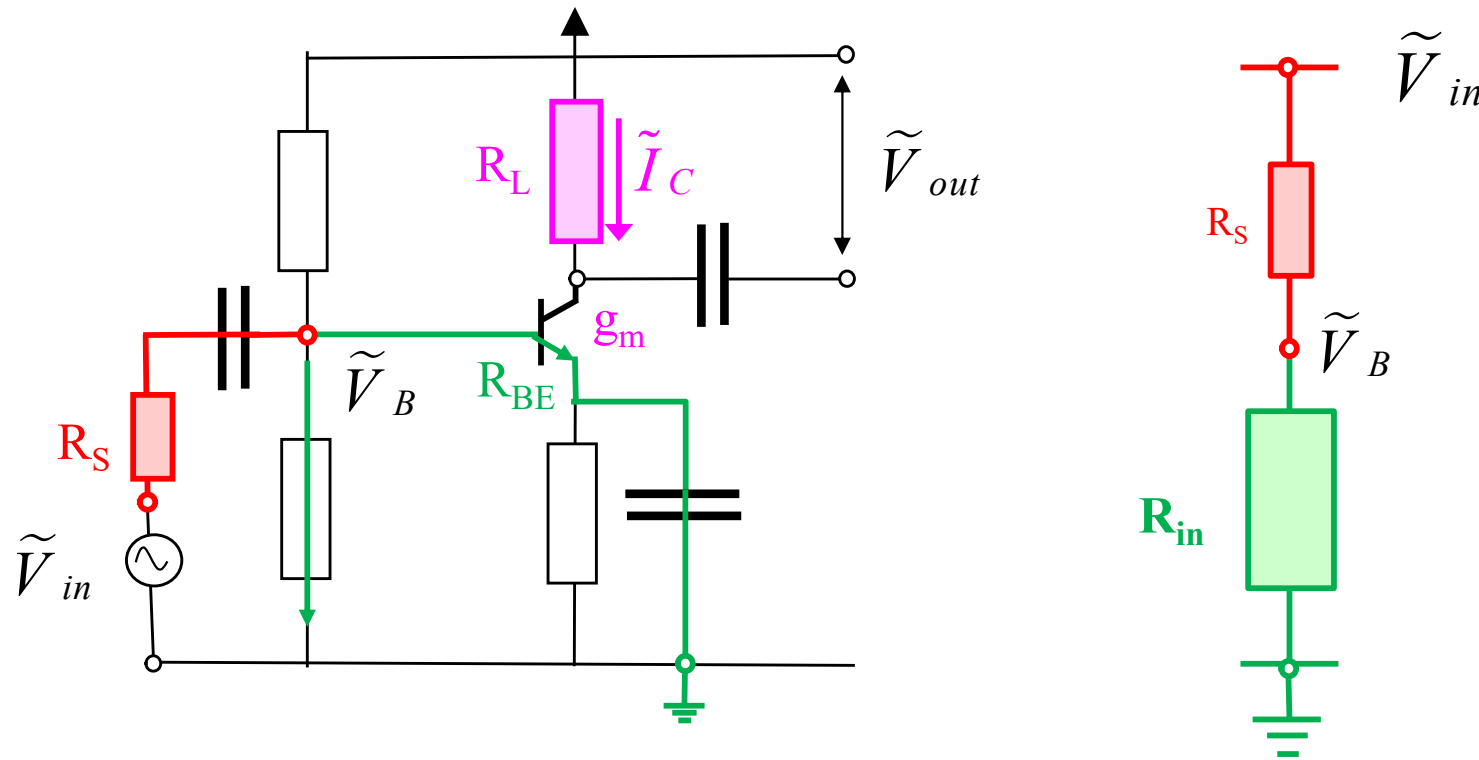 R_L
Ĩ_C
Ṽ_out
g_m
Ṽ_B
R_BE
R_S
Ṽ_in
Ṽ_in
R_S
Ṽ_B
R_in